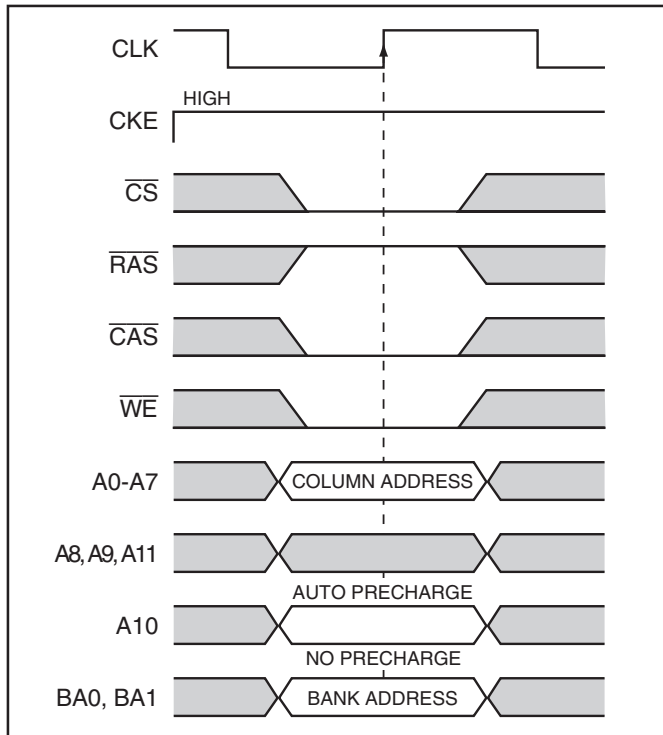 CLK
HIGH
CKE
CS
RAS
CAS
WE
A0-A7 COLUMN ADDRESS
A8, A9, A11
AUTO PRECHARGE
A10
NO PRECHARGE
BA0, BA1 BANK ADDRESS